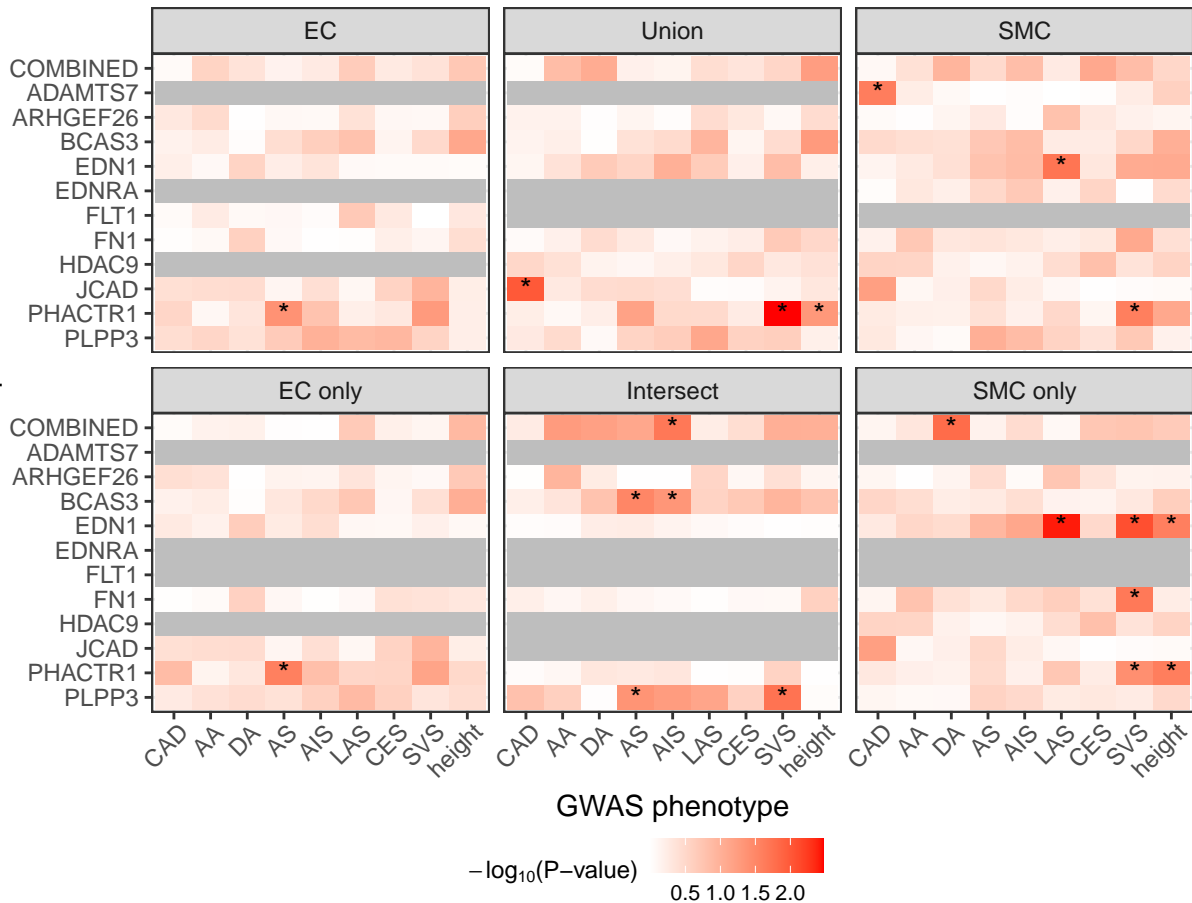 EC Union SMC
COMBINED
ADAMTS7 *
ARHGEF26
BCAS3
EDN1 *
EDNRA
FLT1
FN1
HDAC9
JCAD *
PHACTR1 * * * *
PLPP3
EC only Intersect SMC only
COMBINED * *
ADAMTS7
ARHGEF26
BCAS3 * *
EDN1 * * *
EDNRA
FLT1
FN1 *
HDAC9
JCAD
PHACTR1 * * *
PLPP3 * *
CAD AA DA AS AIS LAS CES SVS height CAD AA DA AS AIS LAS CES SVS height CAD AA DA AS AIS LAS CES SVS height
GWAS phenotype
−log₁₀(P−value)
0.5 1.0 1.5 2.0